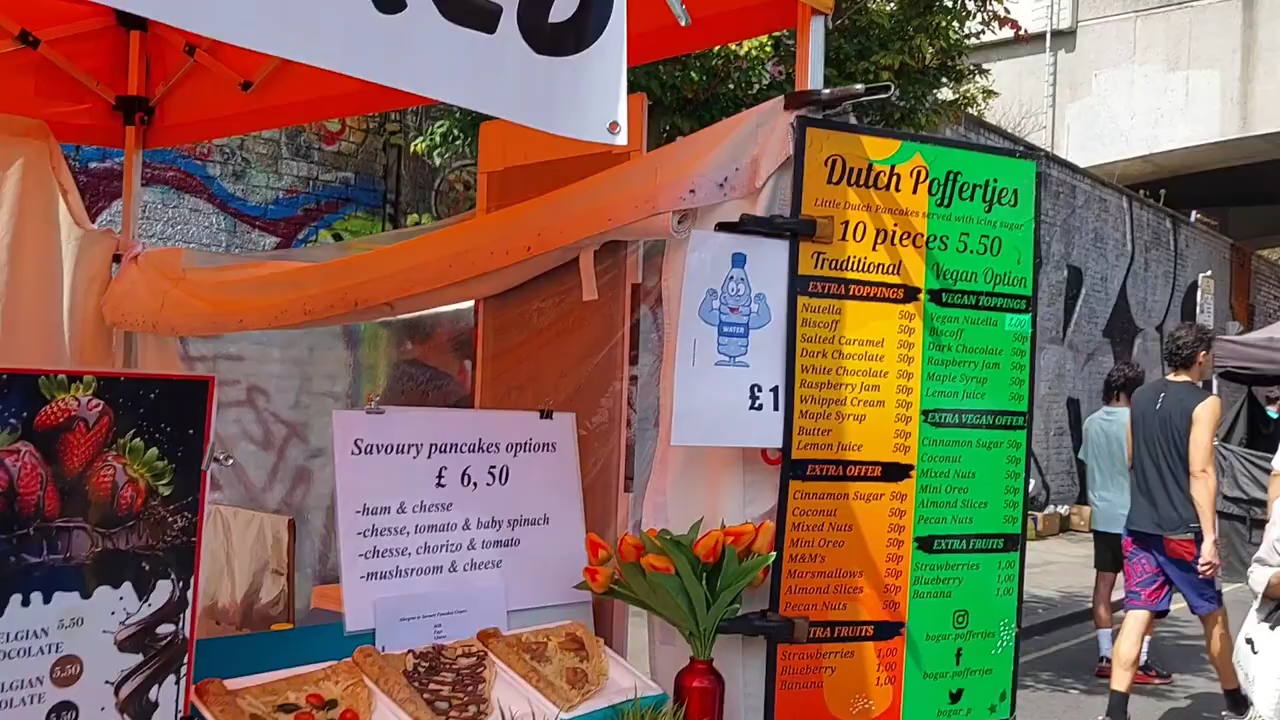 Dutch Poffertjes
Little Dutch Pancakes served with icing sugar
10 pieces 5.50
Traditional
EXTRA TOPPINGS
Nutella 50p
Biscoff 50p
Salted Caramel 50p
Dark Chocolate 50p
White Chocolate 50p
Raspberry Jam 50p
Whipped Cream 50p
Maple Syrup 50p
Butter 50p
Lemon Juice 50p
EXTRA OFFER
Cinnamon Sugar 50p
Coconut 50p
Mixed Nuts 50p
Mini Oreo 50p
M&M's 50p
Marsmallows 50p
Almond Slices 50p
Pecan Nuts 50p
TRA FRUITS
Strawberries 1,00
Blueberry 1,00
Banana 1,00
Vegan Option
VEGAN TOPPINGS
Vegan Nutella 1,00
Biscoff 50p
Dark Chocolate 50p
Raspberry Jam 50p
Maple Syrup 50p
Lemon Juice 50p
EXTRA VEGAN OFFER
Cinnamon Sugar 50p
Coconut 50p
Mixed Nuts 50p
Mini Oreo 50p
Almond Slices 50p
Pecan Nuts 50p
EXTRA FRUITS
Strawberries 1,00
Blueberry 1,00
Banana 1,00
bogar.poffertjes
bogar.poffertjes
bogar_p
WATER
£1
Savoury pancakes options
£ 6, 50
-ham & chesse
-chesse, tomato & baby spinach
-chesse, chorizo & tomato
-mushsroom & cheese
ELGIAN 5,50
OCOLATE
LGIAN 5.50
OLATE
5.50